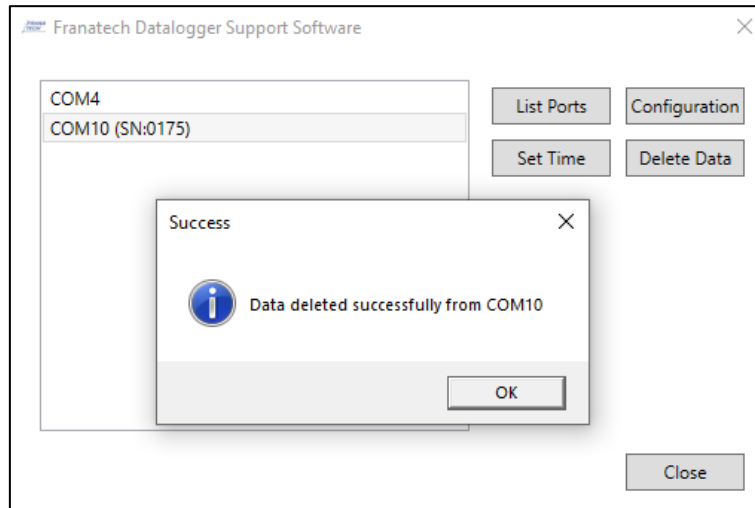 Franatech Datalogger Support Software
COM4
COM10 (SN:0175)
List Ports
Configuration
Set Time
Delete Data
Success
Data deleted successfully from COM10
OK
Close